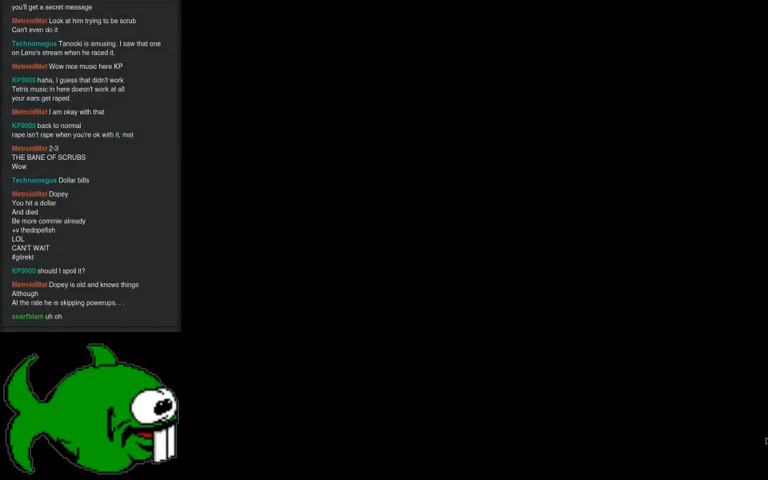 you'll get a secret message
MetroidMst Look at him trying to be scrub
Can't even do it
Technomagus Tanooki is amusing. I saw that one
on Leno's stream when he raced it.
MetroidMst Wow nice music here KP
KP9000 haha, I guess that didn't work
Tetris music in here doesn't work at all
your ears get raped
MetroidMst I am okay with that
KP9000 back to normal
rape isn't rape when you're ok with it, mst
MetroidMst 2-3
THE BANE OF SCRUBS
Wow
Technomagus Dollar bills
MetroidMst Dopey
You hit a dollar
And died
Be more commie already
+v thedopefish
LOL
CAN'T WAIT
#gitrekt
KP9000 should I spoil it?
MetroidMst Dopey is old and knows things
Although
At the rate he is skipping powerups. . .
snarfblam uh oh